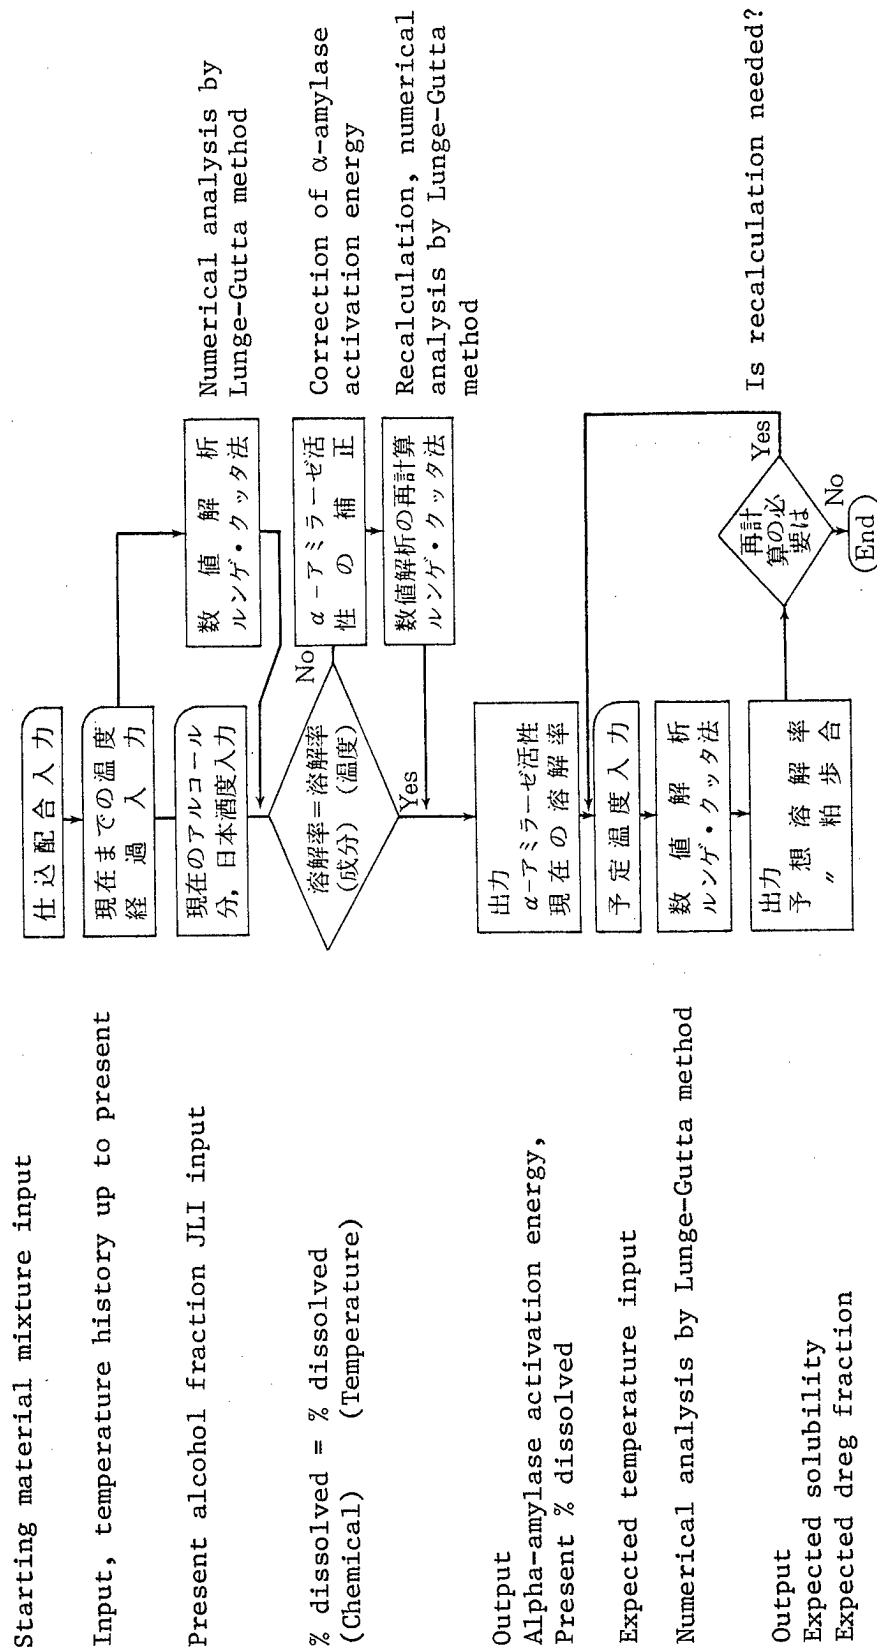 Starting material mixture input
Input, temperature history up to present
Present alcohol fraction JLI input
% dissolved = % dissolved
(Chemical) (Temperature)
Output
Alpha-amylase activation energy,
Present % dissolved
Expected temperature input
Numerical analysis by Lunge-Gutta method
Output
Expected solubility
Expected dreg fraction
仕込配合入力
現在までの温度
経過入力
現在のアルコール
分,日本酒度入力
溶解率=溶解率
(成分) (温度)
No
Yes
出力
α-アミラーゼ活性
現在の溶解率
予定温度入力
数値解析
ルンゲ・クッタ法
出力
予想溶解率
〃 粕歩合
数値解析
ルンゲ・クッタ法
α-アミラーゼ活
性の補正
数値解析の再計算
ルンゲ・クッタ法
再計
算の必
要は
Yes
No
End
Numerical analysis by
Lunge-Gutta method
Correction of α-amylase
activation energy
Recalculation, numerical
analysis by Lunge-Gutta
method
Is recalculation needed?